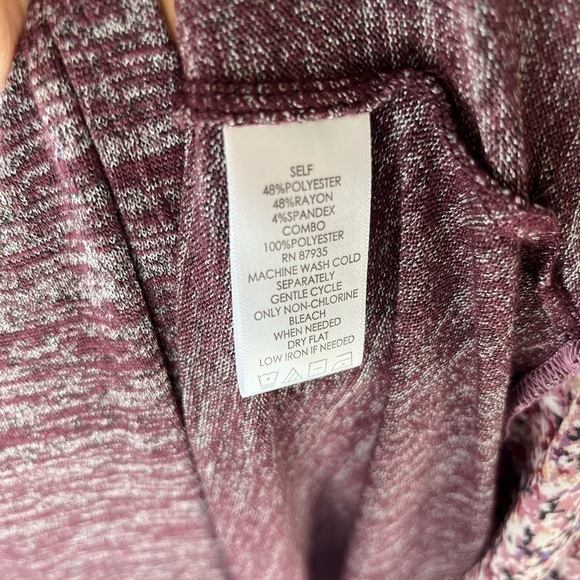 SELF
48%POLYESTER
48%RAYON
4%SPANDEX
COMBO
100%POLYESTER
RN 87935
MACHINE WASH COLD
SEPARATELY
GENTLE CYCLE
ONLY NON-CHLORINE
BLEACH
WHEN NEEDED
DRY FLAT
LOW IRON IF NEEDED